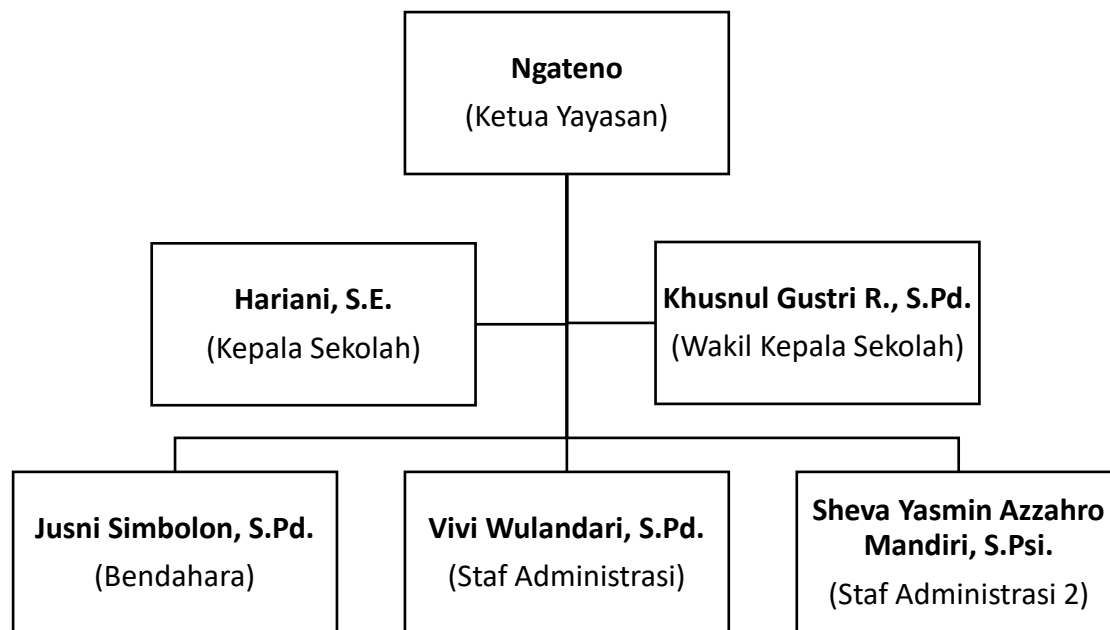 Ngateno
(Ketua Yayasan)
Hariani, S.E.
(Kepala Sekolah)
Khusnul Gustri R., S.Pd.
(Wakil Kepala Sekolah)
Jusni Simbolon, S.Pd.
(Bendahara)
Vivi Wulandari, S.Pd.
(Staf Administrasi)
Sheva Yasmin Azzahro
Mandiri, S.Psi.
(Staf Administrasi 2)